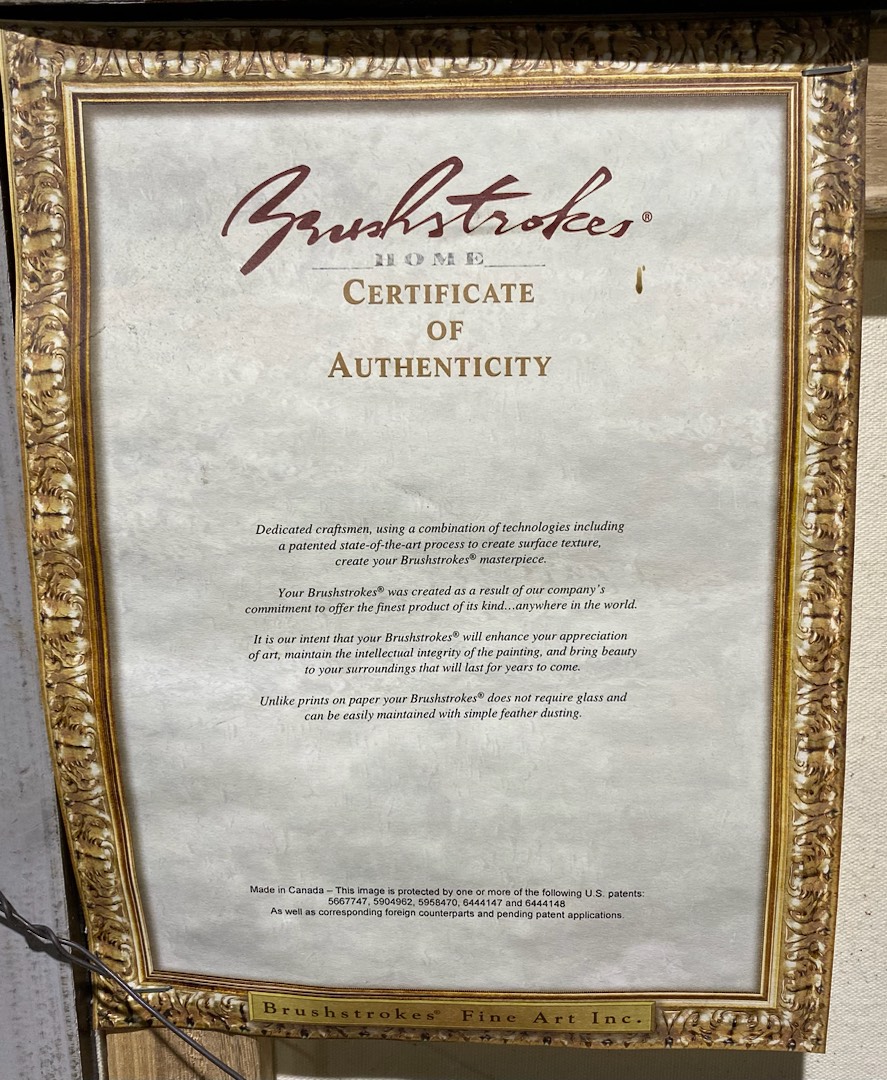 Brushstrokes®
HOME
CERTIFICATE
OF
AUTHENTICITY
Dedicated craftsmen, using a combination of technologies including
a patented state-of-the-art process to create surface texture,
create your Brushstrokes® masterpiece.
Your Brushstrokes® was created as a result of our company's
commitment to offer the finest product of its kind...anywhere in the world.
It is our intent that your Brushstrokes® will enhance your appreciation
of art, maintain the intellectual integrity of the painting, and bring beauty
to your surroundings that will last for years to come.
Unlike prints on paper your Brushstrokes® does not require glass and
can be easily maintained with simple feather dusting.
Made in Canada – This image is protected by one or more of the following U.S. patents:
5667747, 5904962, 5958470, 6444147 and 6444148
As well as corresponding foreign counterparts and pending patent applications.
Brushstrokes® Fine Art Inc.